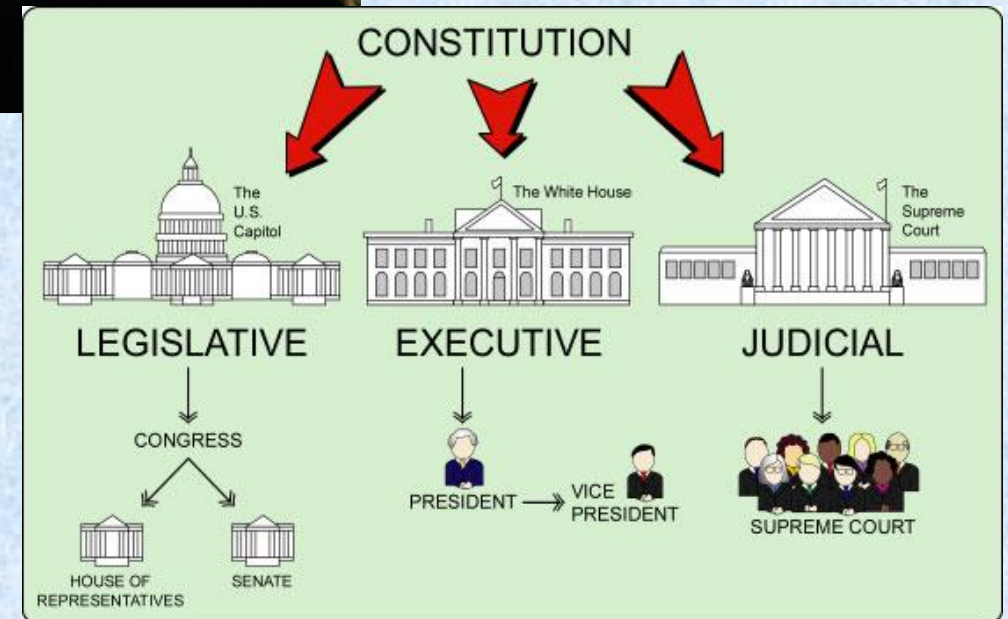 CONSTITUTION
The
U.S.
Capitol
The White House
The
Supreme
Court
LEGISLATIVE
EXECUTIVE
JUDICIAL
CONGRESS
HOUSE OF
REPRESENTATIVES
SENATE
PRESIDENT
VICE
PRESIDENT
SUPREME COURT